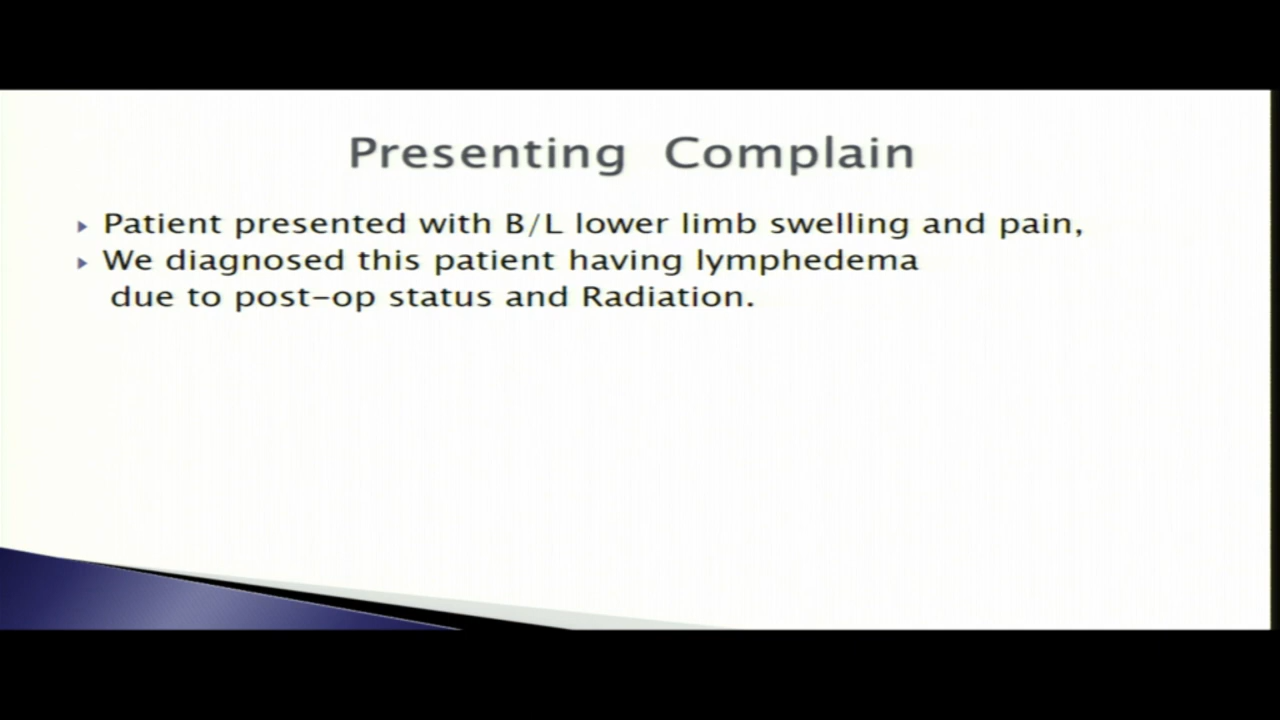 Presenting Complain
Patient presented with B/L lower limb swelling and pain,
We diagnosed this patient having lymphedema
due to post-op status and Radiation.